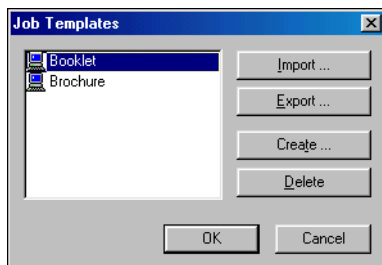 Job Templates
Booklet
Brochure
Import ...
Export ...
Create ...
Delete
OK
Cancel